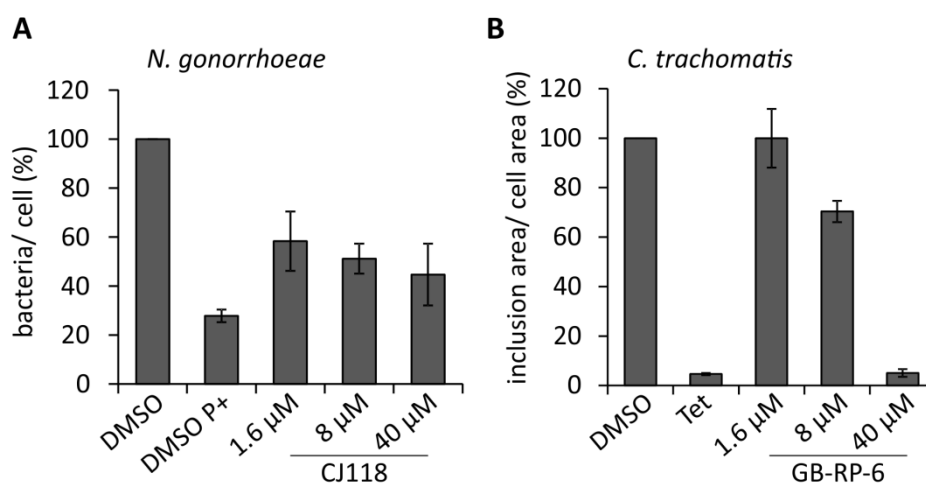 A
N. gonorrhoeae
bacteria/ cell (%)
120
100
80
60
40
20
0
DMSO
DMSO P+
1.6 µM
8 µM
40 µM
CJ118
B
C. trachomatis
inclusion area/ cell area (%)
120
100
80
60
40
20
0
DMSO
Tet
1.6 µM
8 µM
40 µM
GB-RP-6